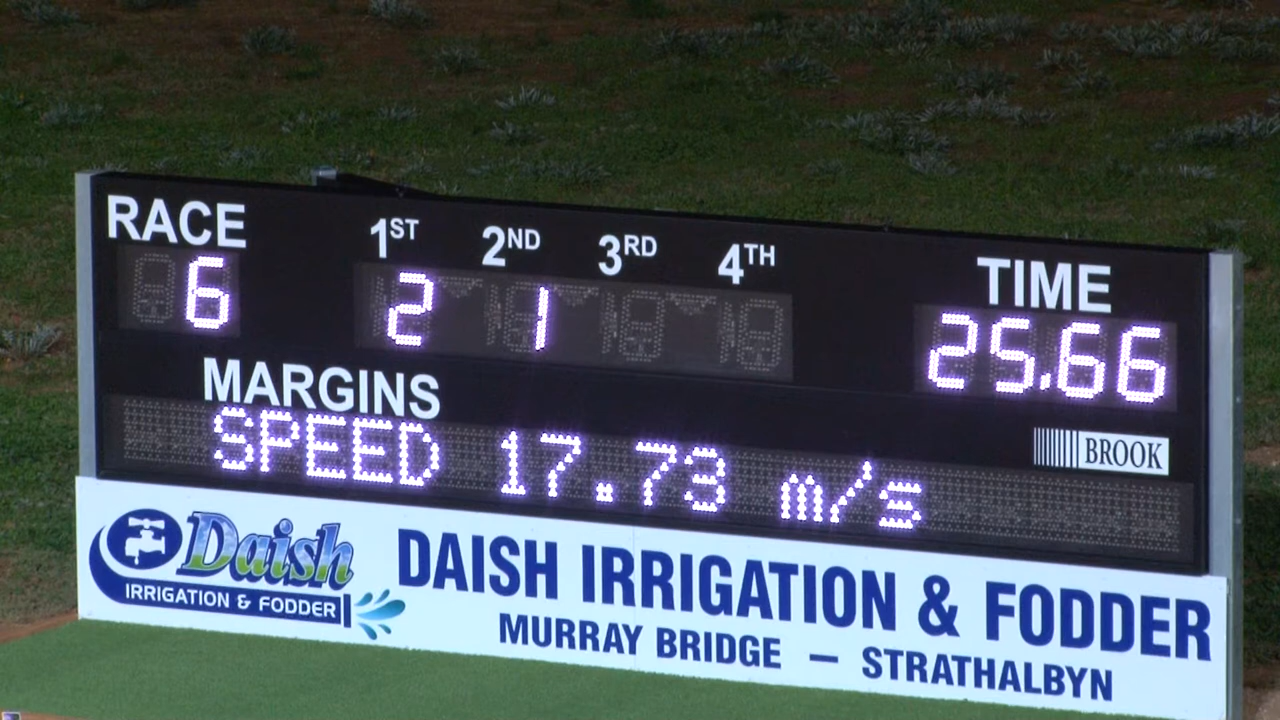 RACE 1ST 2ND 3RD 4TH TIME
6 2 1 25.66
MARGINS
SPEED 17.73 m/s
BROOK
Daish
IRRIGATION & FODDER
DAISH IRRIGATION & FODDER
MURRAY BRIDGE – STRATHALBYN